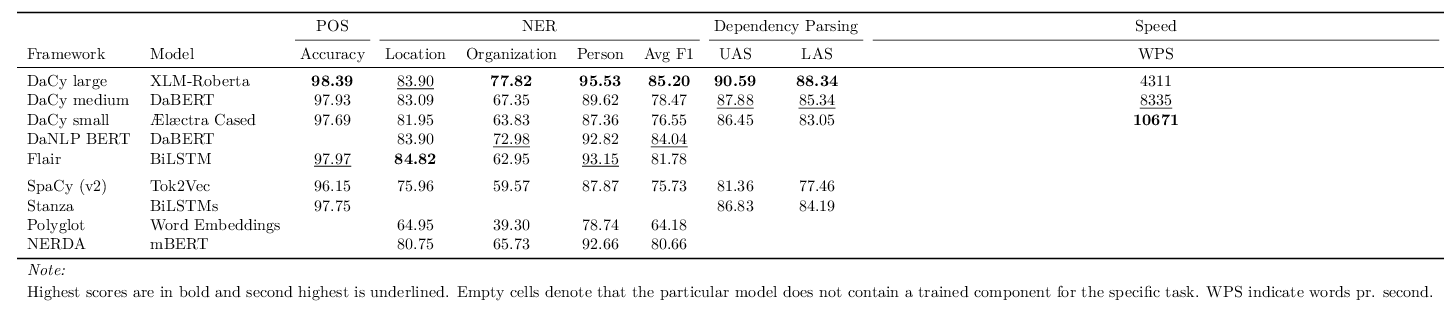 POS NER Dependency Parsing Speed
Framework Model Accuracy Location Organization Person Avg F1 UAS LAS WPS
DaCy large XLM-Roberta 98.39 83.90 77.82 95.53 85.20 90.59 88.34 4311
DaCy medium DaBERT 97.93 83.09 67.35 89.62 78.47 87.88 85.34 8335
DaCy small Ælæctra Cased 97.69 81.95 63.83 87.36 76.55 86.45 83.05 10671
DaNLP BERT DaBERT 83.90 72.98 92.82 84.04
Flair BiLSTM 97.97 84.82 62.95 93.15 81.78
SpaCy (v2) Tok2Vec 96.15 75.96 59.57 87.87 75.73 81.36 77.46
Stanza BiLSTMs 97.75 86.83 84.19
Polyglot Word Embeddings 64.95 39.30 78.74 64.18
NERDA mBERT 80.75 65.73 92.66 80.66
Note:
Highest scores are in bold and second highest is underlined. Empty cells denote that the particular model does not contain a trained component for the specific task. WPS indicate words pr. second.